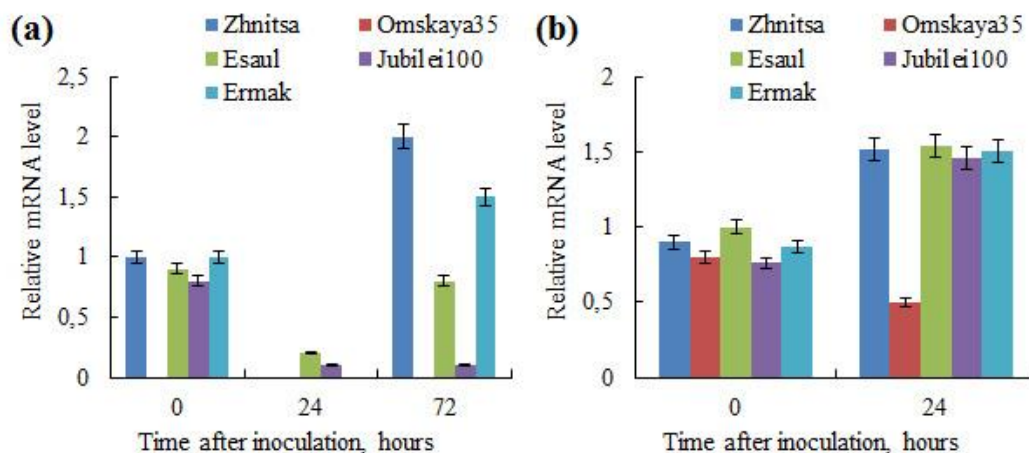 (a)
Zhnitsa Omskaya35
Esaul Jubilei100
Ermak
Relative mRNA level
2,5
2
1,5
1
0,5
0
0 24 72
Time after inoculation, hours
(b)
Zhnitsa Omskaya35
Esaul Jubilei100
Ermak
Relative mRNA level
2
1,5
1
0,5
0
0 24
Time after inoculation, hours